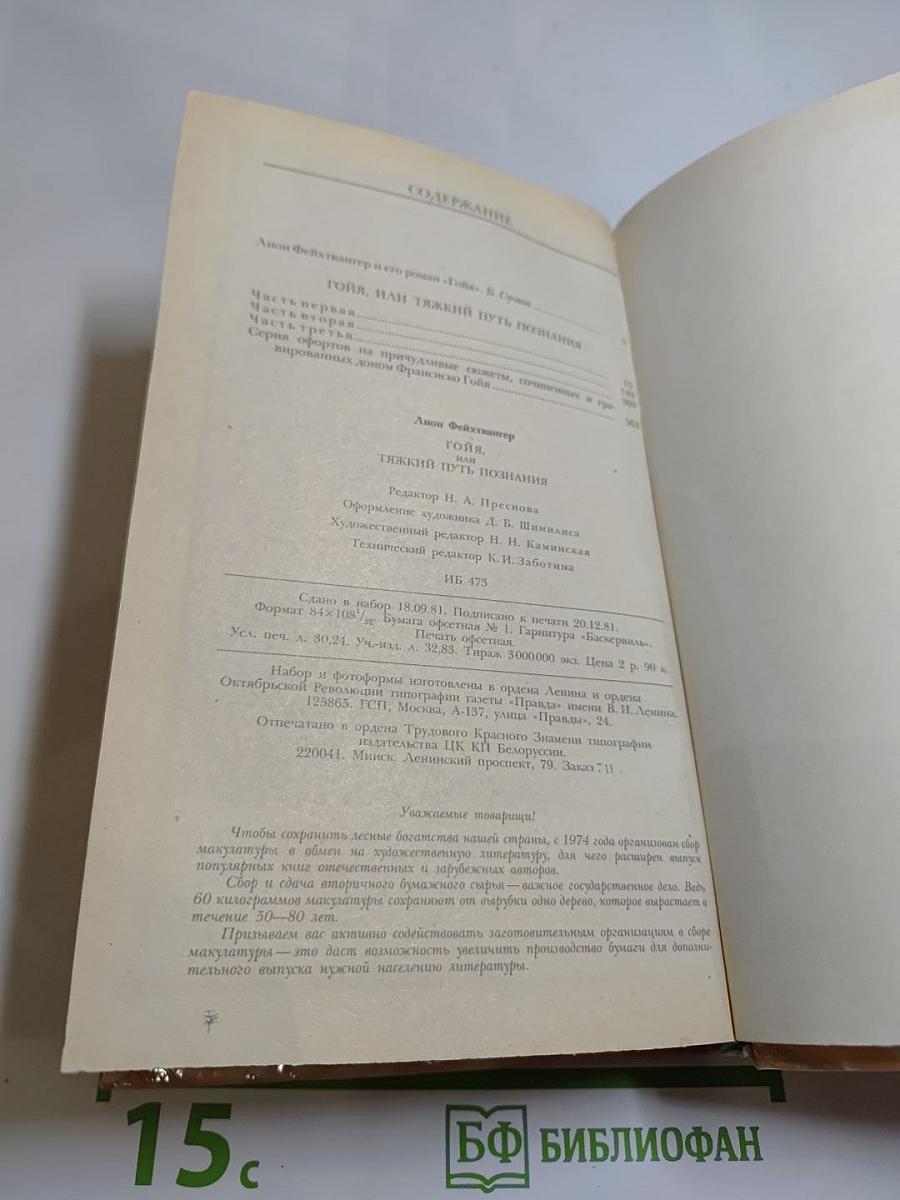 СОДЕРЖАНИЕ
Лион Фейхтвангер и его роман «Гойя». Б. Сучков 5
ГОЙЯ, ИЛИ ТЯЖКИЙ ПУТЬ ПОЗНАНИЯ
Часть первая 15
Часть вторая 149
Часть третья
Серия офортов на причудливые сюжеты, сочиненных и гра-
вированных доном Франсиско Гойя 561
Лион Фейхтвангер
ГОЙЯ,
ИЛИ
ТЯЖКИЙ ПУТЬ ПОЗНАНИЯ
Редактор Н. А. Преснова
Оформление художника Д. Б. Шимилиса
Художественный редактор Н. Н. Каминская
Технический редактор К. И. Заботина
ИБ 473
Сдано в набор 18.09.81. Подписано к печати 20.12.81.
Формат 84×108¹/₃₂. Бумага офсетная № 1. Гарнитура «Баскервиль».
Печать офсетная.
Усл. печ. л. 30,24. Уч.-изд. л. 32,83. Тираж 3 000 000 экз. Цена 2 р. 90 к.
Набор и фотоформы изготовлены в ордена Ленина и ордена
Октябрьской Революции типографии газеты «Правда» имени В. И. Ленина.
125865. ГСП, Москва, А-137, улица «Правды», 24.
Отпечатано в ордена Трудового Красного Знамени типографии
издательства ЦК КП Белоруссии.
220041. Минск. Ленинский проспект, 79. Заказ 711.
Уважаемые товарищи!
Чтобы сохранить лесные богатства нашей страны, с 1974 года организован сбор
макулатуры в обмен на художественную литературу, для чего расширен выпуск
популярных книг отечественных и зарубежных авторов.
Сбор и сдача вторичного бумажного сырья—важное государственное дело. Ведь
60 килограммов макулатуры сохраняют от вырубки одно дерево, которое вырастает в
течение 50—80 лет.
Призываем вас активно содействовать заготовительным организациям в сборе
макулатуры—это даст возможность увеличить производство бумаги для дополни-
тельного выпуска нужной населению литературы.
15 с
БФ БИБЛИОФАН